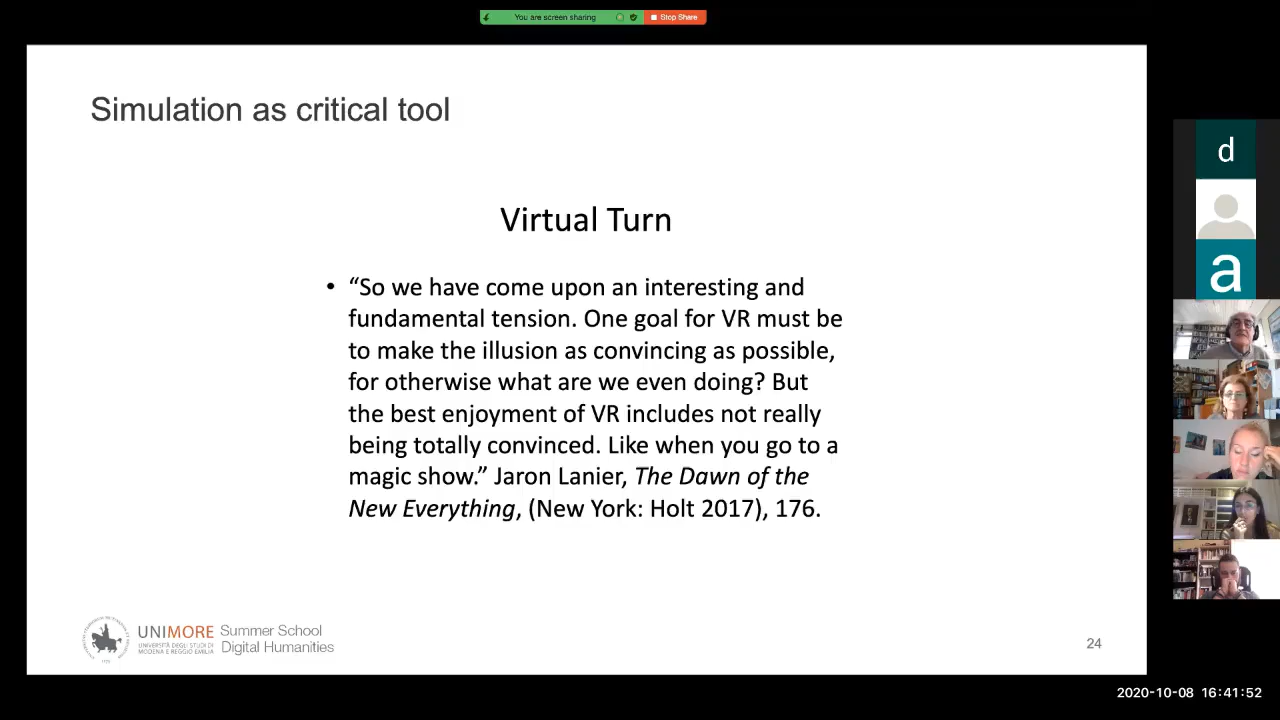 You are screen sharing
Stop Share
Simulation as critical tool
d
Virtual Turn
a
• “So we have come upon an interesting and
fundamental tension. One goal for VR must be
to make the illusion as convincing as possible,
for otherwise what are we even doing? But
the best enjoyment of VR includes not really
being totally convinced. Like when you go to a
magic show.” Jaron Lanier, The Dawn of the
New Everything, (New York: Holt 2017), 176.
UNIMORE
UNIVERSITÀ DEGLI STUDI DI
MODENA E REGGIO EMILIA
Summer School
Digital Humanities
24
2020-10-08 16:41:52